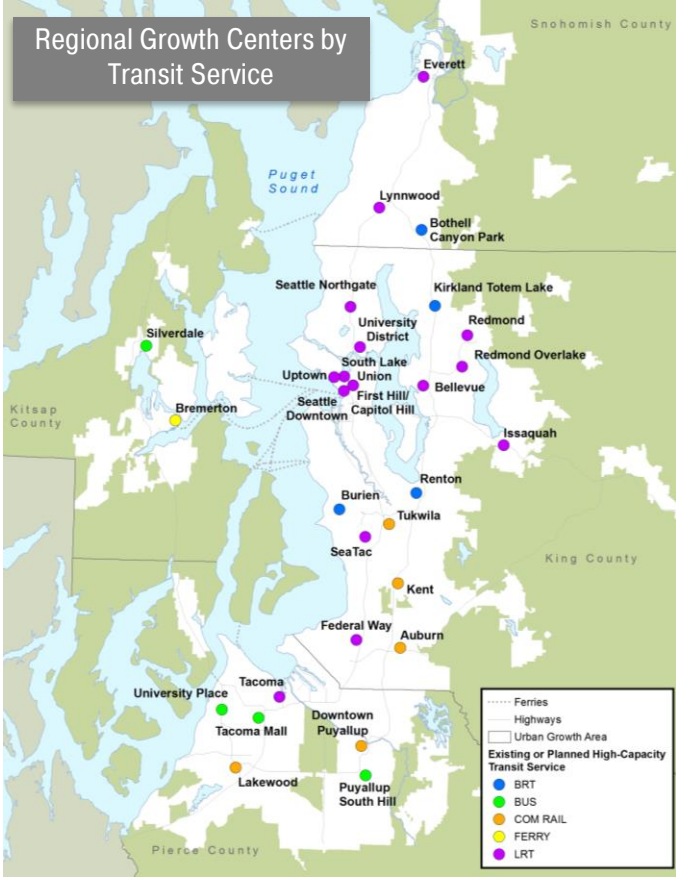 Regional Growth Centers by
Transit Service
Snohomish County
Everett
Puget
Sound
Lynnwood
Bothell
Canyon Park
Seattle Northgate
Kirkland Totem Lake
University
District
Redmond
Silverdale
South Lake
Union
Redmond Overlake
Uptown
Bellevue
First Hill/
Capitol Hill
Seattle
Downtown
Kitsap
County
Bremerton
Issaquah
Renton
Burien
Tukwila
SeaTac
King County
Kent
Federal Way
Auburn
Tacoma
University Place
Tacoma Mall
Downtown
Puyallup
Lakewood
Puyallup
South Hill
Pierce County
Ferries
Highways
Urban Growth Area
Existing or Planned High-Capacity
Transit Service
BRT
BUS
COM RAIL
FERRY
LRT